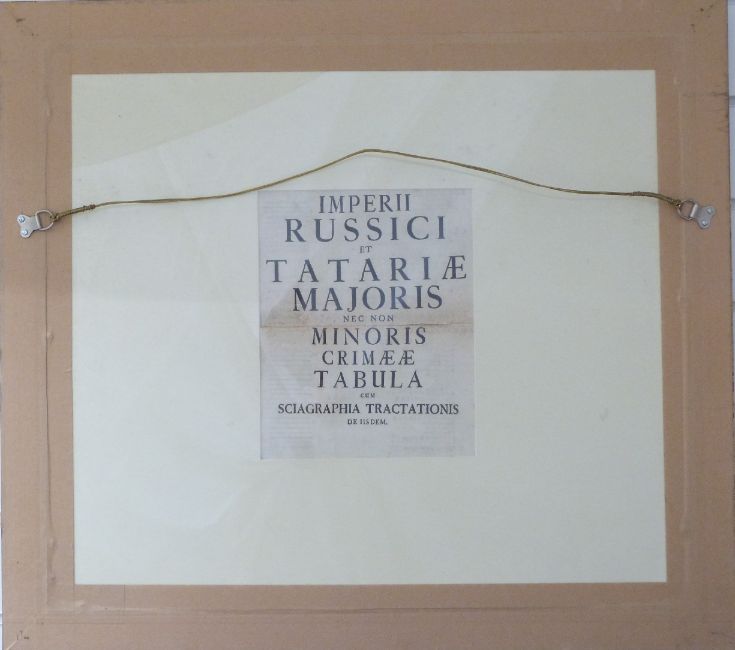 IMPERII
RUSSICI
ET
TATARIÆ
MAJORIS
NEC NON
MINORIS
CRIMÆÆ
TABULA
CUM
SCIAGRAPHIA TRACTATIONIS
DE IISDEM.